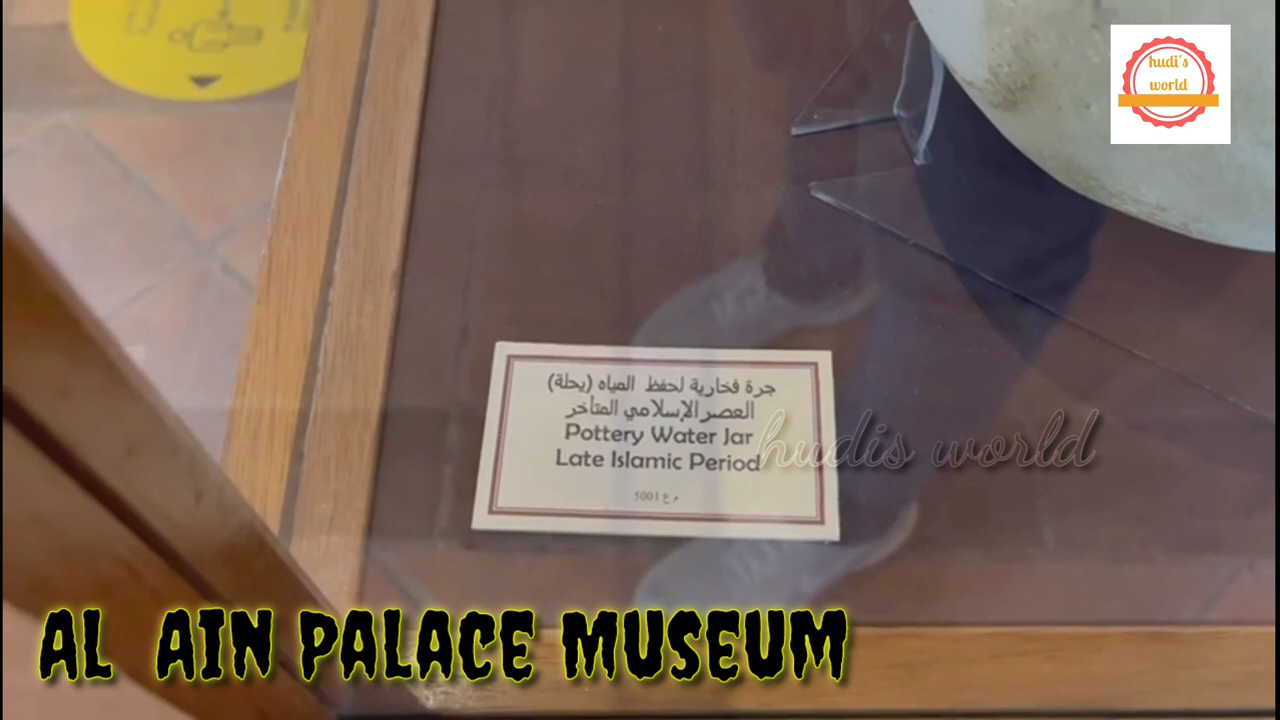 hudi's
world
جرة فخارية لحفظ المياه (يحلة)
العصر الإسلامي المتأخر
Pottery Water Jar
Late Islamic Period
م ع 5001
hudis world
AL AIN PALACE MUSEUM